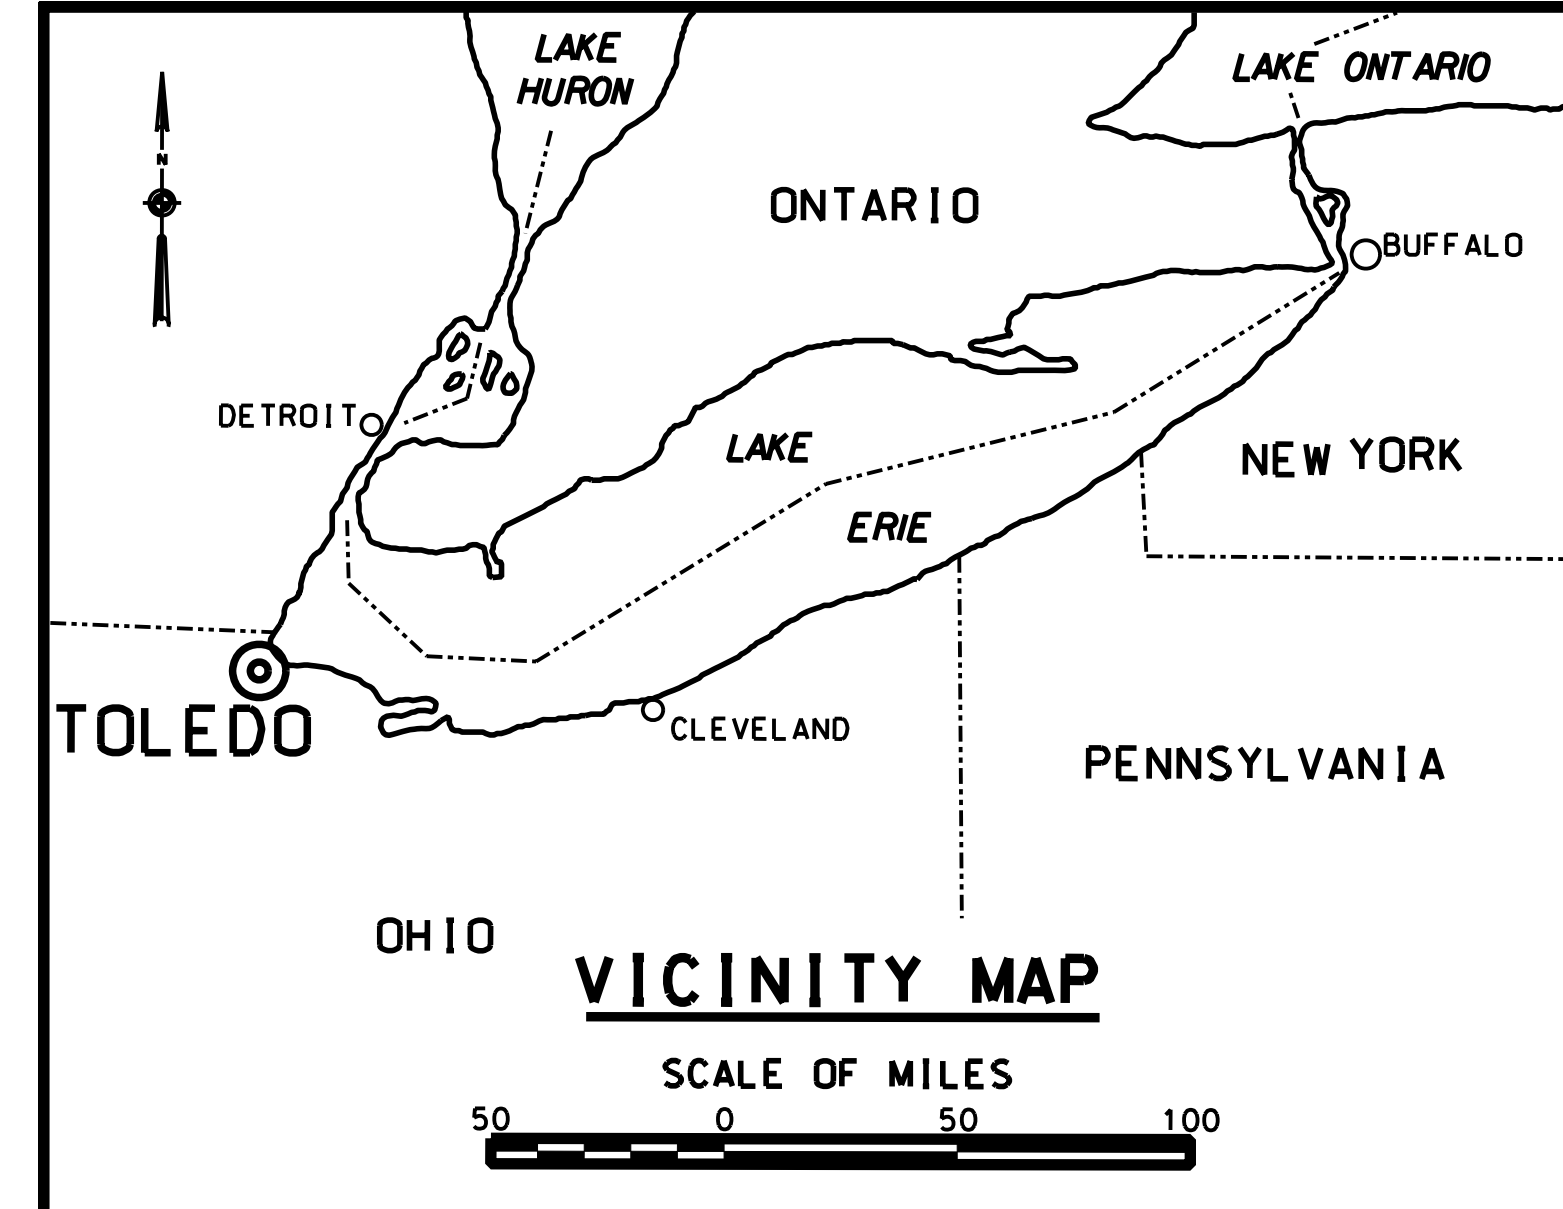 LAKE
HURON
LAKE ONTARIO
N
ONTARIO
BUFFALO
DETROIT
LAKE
ERIE
NEW YORK
TOLEDO
CLEVELAND
PENNSYLVANIA
OHIO
VICINITY MAP
SCALE OF MILES
50 0 50 100